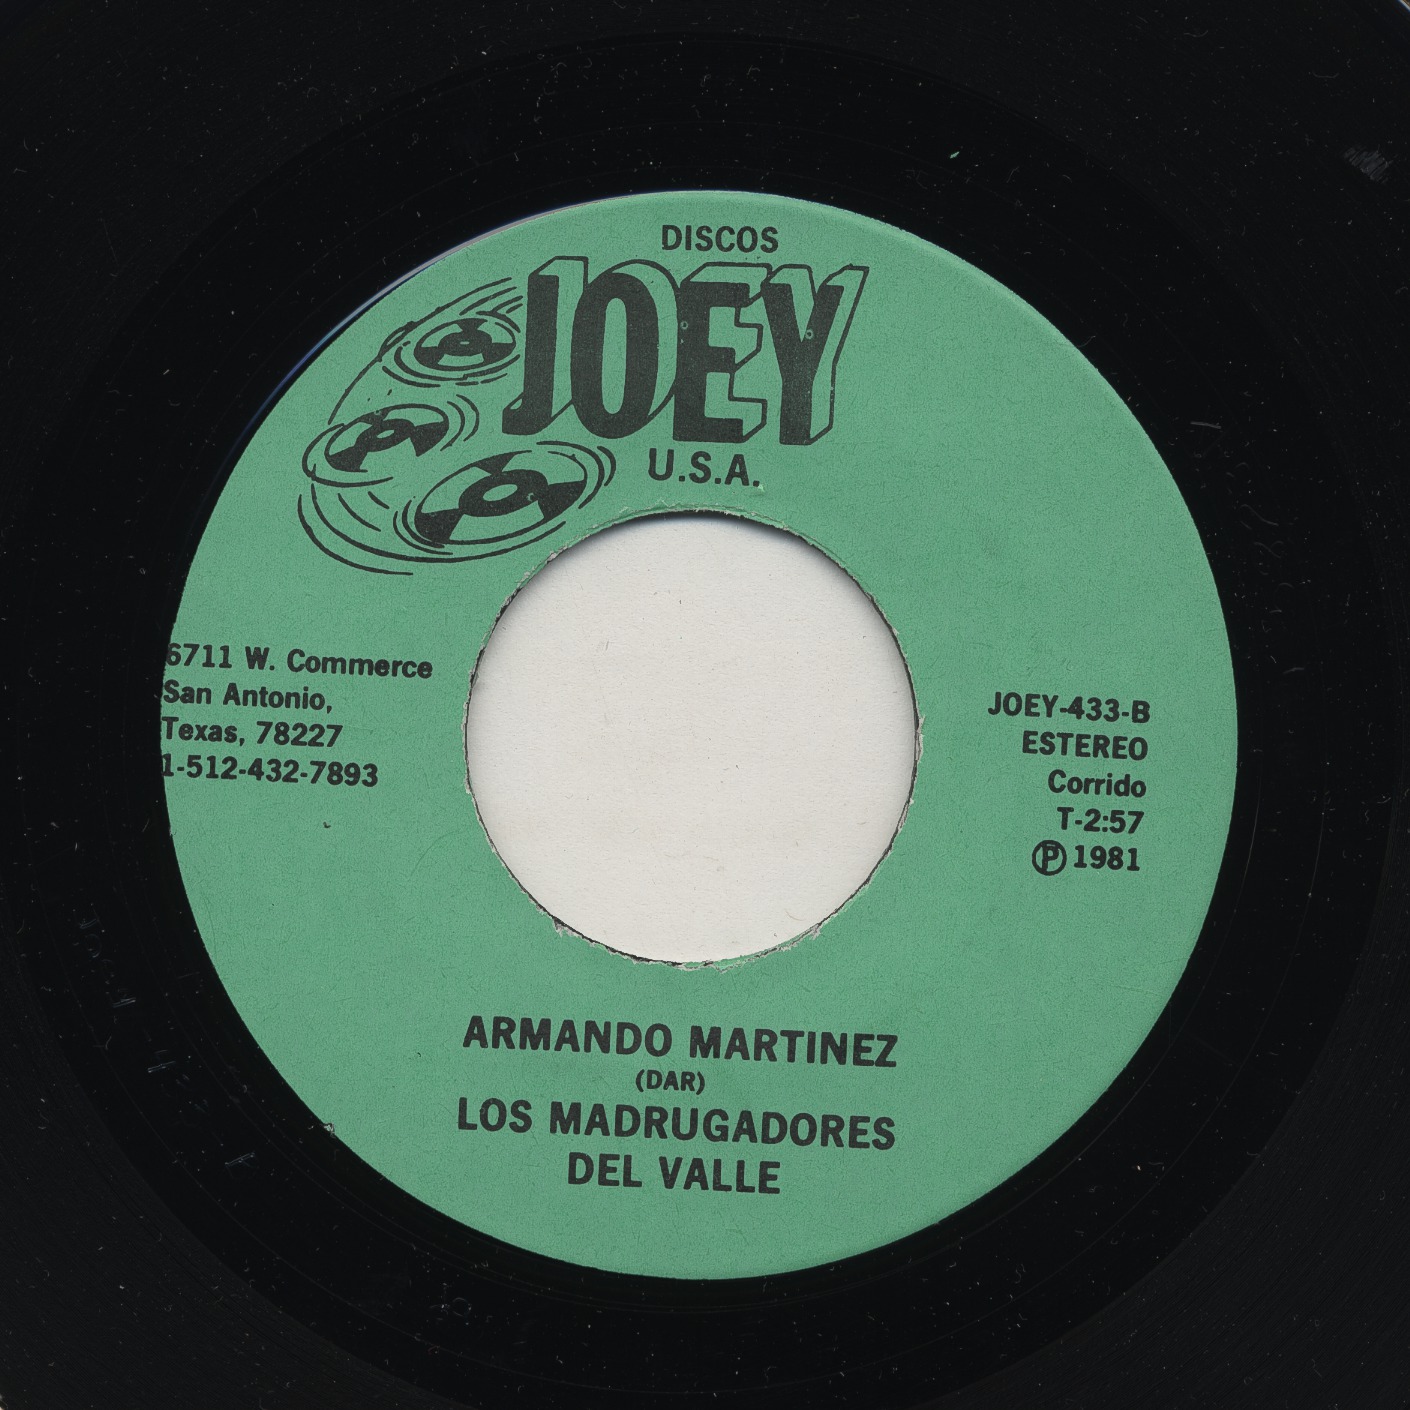 DISCOS
JOEY
U.S.A.
6711 W. Commerce
San Antonio,
Texas, 78227
1-512-432-7893
JOEY-433-B
ESTEREO
Corrido
T-2:57
Ⓟ 1981
ARMANDO MARTINEZ
(DAR)
LOS MADRUGADORES
DEL VALLE